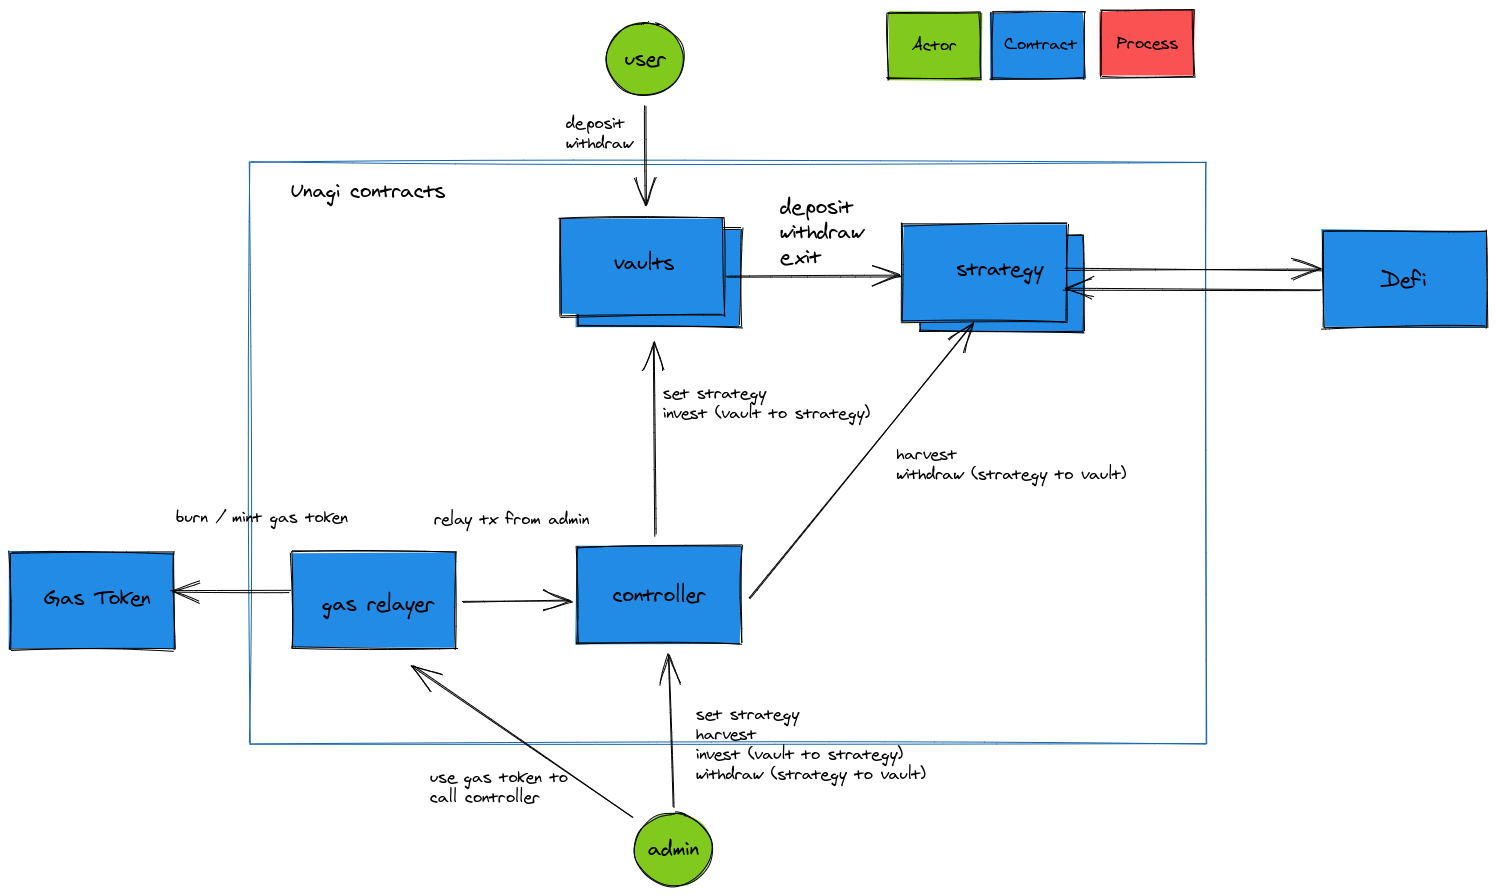 user
Actor
Contract
Process
deposit
withdraw
Unagi contracts
vaults
deposit
withdraw
exit
strategy
Defi
set strategy
invest (vault to strategy)
harvest
withdraw (strategy to vault)
burn / mint gas token
relay tx from admin
Gas Token
gas relayer
controller
set strategy
harvest
invest (vault to strategy)
withdraw (strategy to vault)
use gas token to
call controller
admin